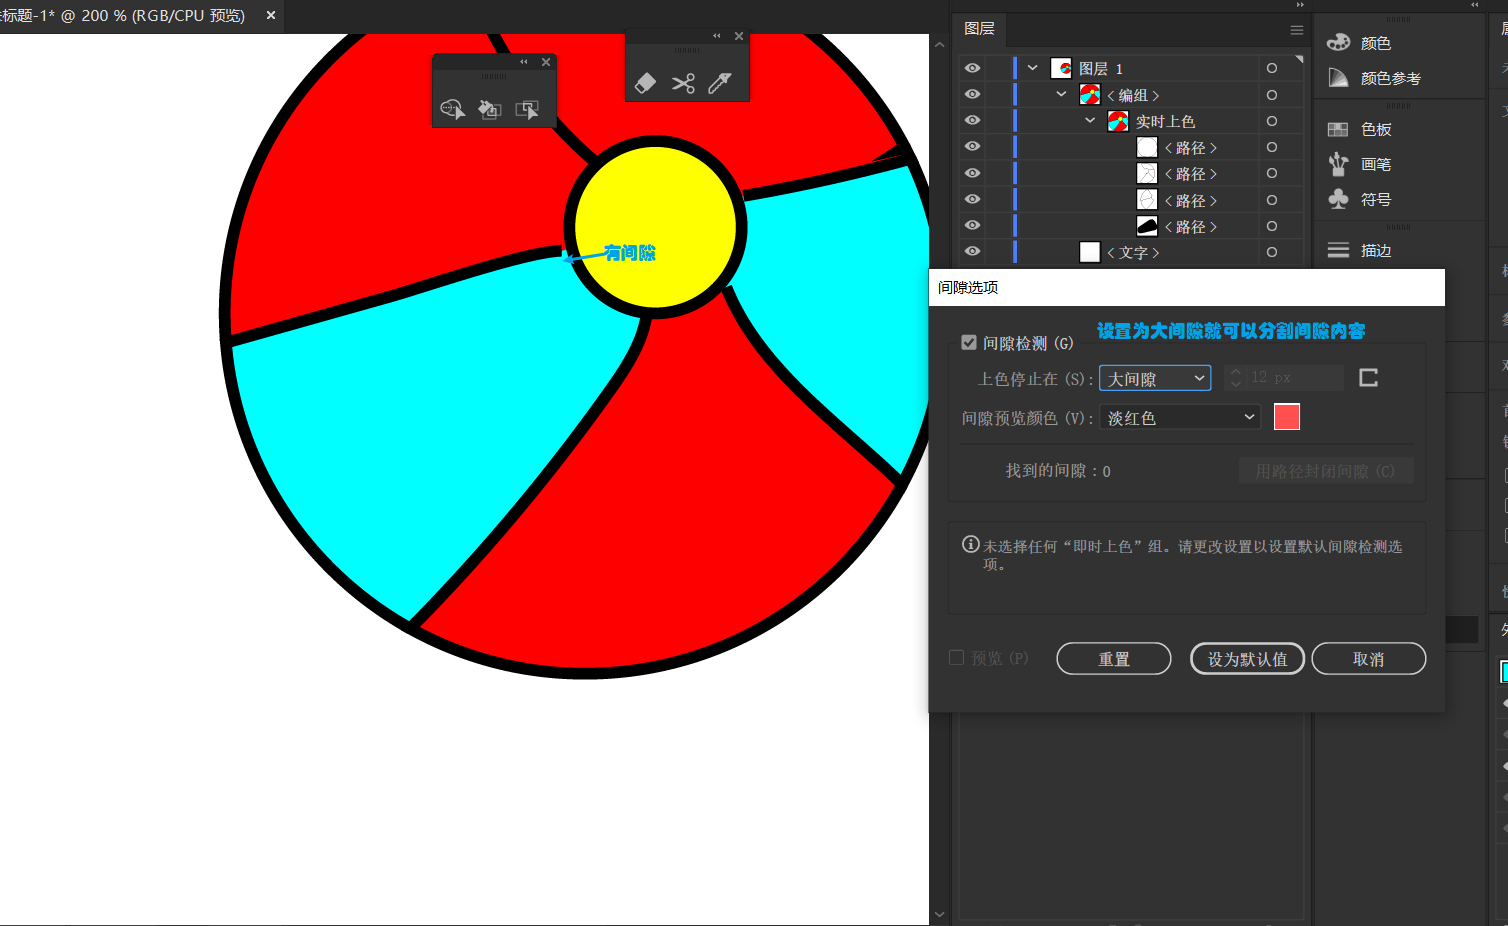 标题-1* @ 200 % (RGB/CPU 预览)
图层
图层 1
<编组>
实时上色
<路径>
<路径>
<路径>
<路径>
<文字>
颜色
颜色参考
色板
画笔
符号
描边
有间隙
间隙选项
设置为大间隙就可以分割间隙内容
间隙检测 (G)
上色停止在 (S): 大间隙 12 px
间隙预览颜色 (V): 淡红色
找到的间隙:0 用路径封闭间隙 (C)
未选择任何“即时上色”组。请更改设置以设置默认间隙检测选
项。
预览 (P) 重置 设为默认值 取消